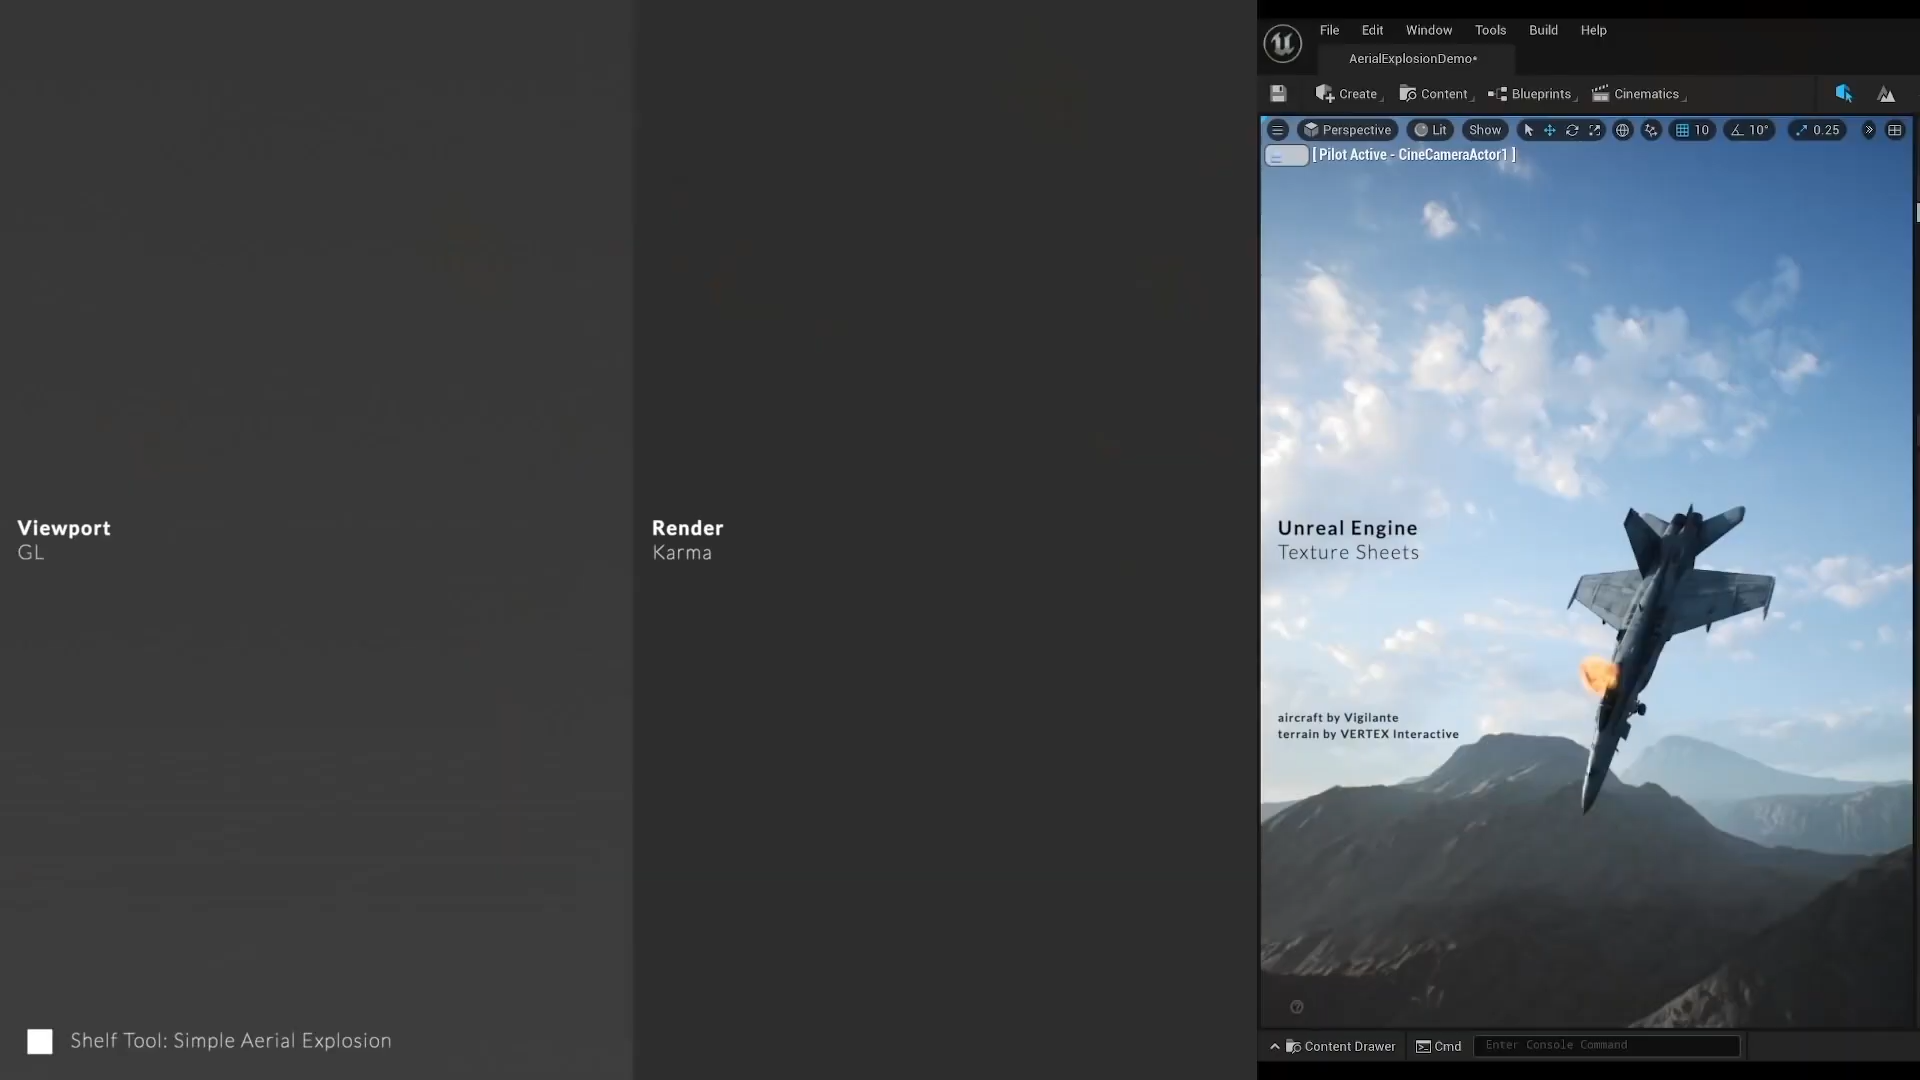 File Edit Window Tools Build Help
AerialExplosionDemo•
Create Content Blueprints Cinematics
Perspective Lit Show 10 10° 0.25
[ Pilot Active - CineCameraActor1 ]
Viewport
GL
Render
Karma
Unreal Engine
Texture Sheets
aircraft by Vigilante
terrain by VERTEX Interactive
Shelf Tool: Simple Aerial Explosion
Content Drawer Cmd Enter Console Command